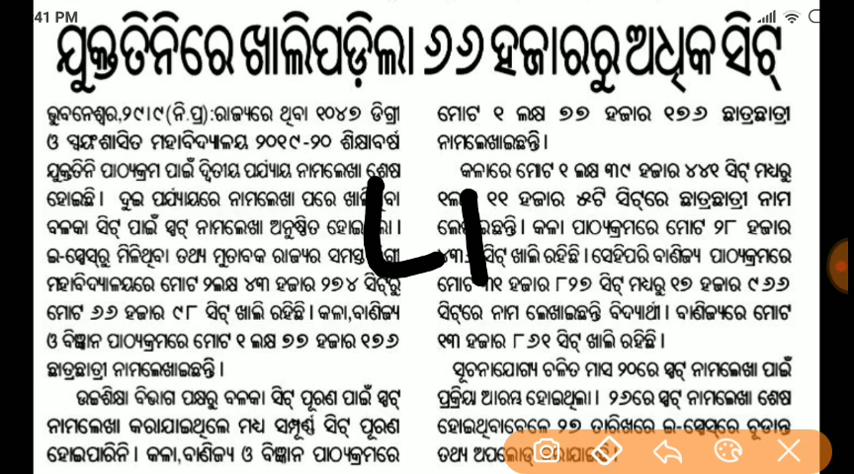 41 PM
ଯୁକ୍ତତିନିରେ ଖାଲିପଡ଼ିଲା ୬୬ ହଜାରରୁ ଅଧିକ ସିଟ୍
ଭୁବନେଶ୍ୱର,୨୯।୯(ନି.ପ୍ର):ରାଜ୍ୟରେ ଥିବା ୧୦୪୭ ଡିଗ୍ରୀ
ଓ ସ୍ୱୟଂଶାସିତ ମହାବିଦ୍ୟାଳୟ ୨୦୧୯-୨୦ ଶିକ୍ଷାବର୍ଷ
ଯୁକ୍ତତିନି ପାଠ୍ୟକ୍ରମ ପାଇଁ ଦ୍ୱିତୀୟ ପର୍ଯ୍ୟାୟ ନାମଲେଖା ଶେଷ
ହୋଇଛି। ଦୁଇ ପର୍ଯ୍ୟାୟରେ ନାମଲେଖା ପରେ
ବଳକା ସିଟ୍ ପାଇଁ ସ୍ପଟ୍ ନାମଲେଖା ଅନୁଷ୍ଠିତ
ଇ-ସ୍ପେସ୍‌ରୁ ମିଳିଥିବା ତଥ୍ୟ ମୁତାବକ ରାଜ୍ୟର ସମସ୍ତ
ମହାବିଦ୍ୟାଳୟରେ ମୋଟ ୨ଲକ୍ଷ ୪୩ ହଜାର ୨୭୪ ସିଟ୍‌ରୁ
ମୋଟ ୬୬ ହଜାର ୯୮ ସିଟ୍ ଖାଲି ରହିଛି। କଳା,ବାଣିଜ୍ୟ
ଓ ବିଜ୍ଞାନ ପାଠ୍ୟକ୍ରମରେ ମୋଟ ୧ ଲକ୍ଷ ୭୭ ହଜାର ୧୭୬
ଛାତ୍ରଛାତ୍ରୀ ନାମଲେଖାଇଛନ୍ତି।
ଉଚ୍ଚଶିକ୍ଷା ବିଭାଗ ପକ୍ଷରୁ ବଳକା ସିଟ୍ ପୂରଣ ପାଇଁ ସ୍ପଟ୍
ନାମଲେଖା କରାଯାଇଥିଲେ ମଧ୍ୟ ସମ୍ପୂର୍ଣ୍ଣ ସିଟ୍ ପୂରଣ
ହୋଇପାରିନି। କଳା,ବାଣିଜ୍ୟ ଓ ବିଜ୍ଞାନ ପାଠ୍ୟକ୍ରମରେ
ମୋଟ ୧ ଲକ୍ଷ ୭୭ ହଜାର ୧୭୬ ଛାତ୍ରଛାତ୍ରୀ
ନାମଲେଖାଇଛନ୍ତି।
କଳାରେ ମୋଟ ୧ ଲକ୍ଷ ୩୯ ହଜାର ୪୪୧ ସିଟ୍ ମଧ୍ୟରୁ
୧୧ ହଜାର ୫ଟି ସିଟ୍‌ରେ ଛାତ୍ରଛାତ୍ରୀ ନାମ
କଳା ପାଠ୍ୟକ୍ରମରେ ମୋଟ ୨୮ ହଜାର
ସିଟ୍ ଖାଲି ରହିଛି। ସେହିପରି ବାଣିଜ୍ୟ ପାଠ୍ୟକ୍ରମରେ
ମୋଟ ୩୧ ହଜାର ୮୨୭ ସିଟ୍ ମଧ୍ୟରୁ ୧୭ ହଜାର ୯୬୬
ସିଟ୍‌ରେ ନାମ ଲେଖାଇଛନ୍ତି ବିଦ୍ୟାର୍ଥୀ। ବାଣିଜ୍ୟରେ ମୋଟ
୧୩ ହଜାର ୮୬୧ ସିଟ୍ ଖାଲି ରହିଛି।
ସୂଚନାଯୋଗ୍ୟ ଚଳିତ ମାସ ୨୦ରେ ସ୍ପଟ୍ ନାମଲେଖା ପାଇଁ
ପ୍ରକ୍ରିୟା ଆରମ୍ଭ ହୋଇଥିଲା। ୨୬ରେ ସ୍ପଟ୍ ନାମଲେଖା ଶେଷ
ହୋଇଥିବାବେଳେ ୨୭ ତାରିଖରେ ଇ-ସ୍ପେସ୍‌ରେ ଚୂଡ଼ାନ୍ତ
ତଥ୍ୟ